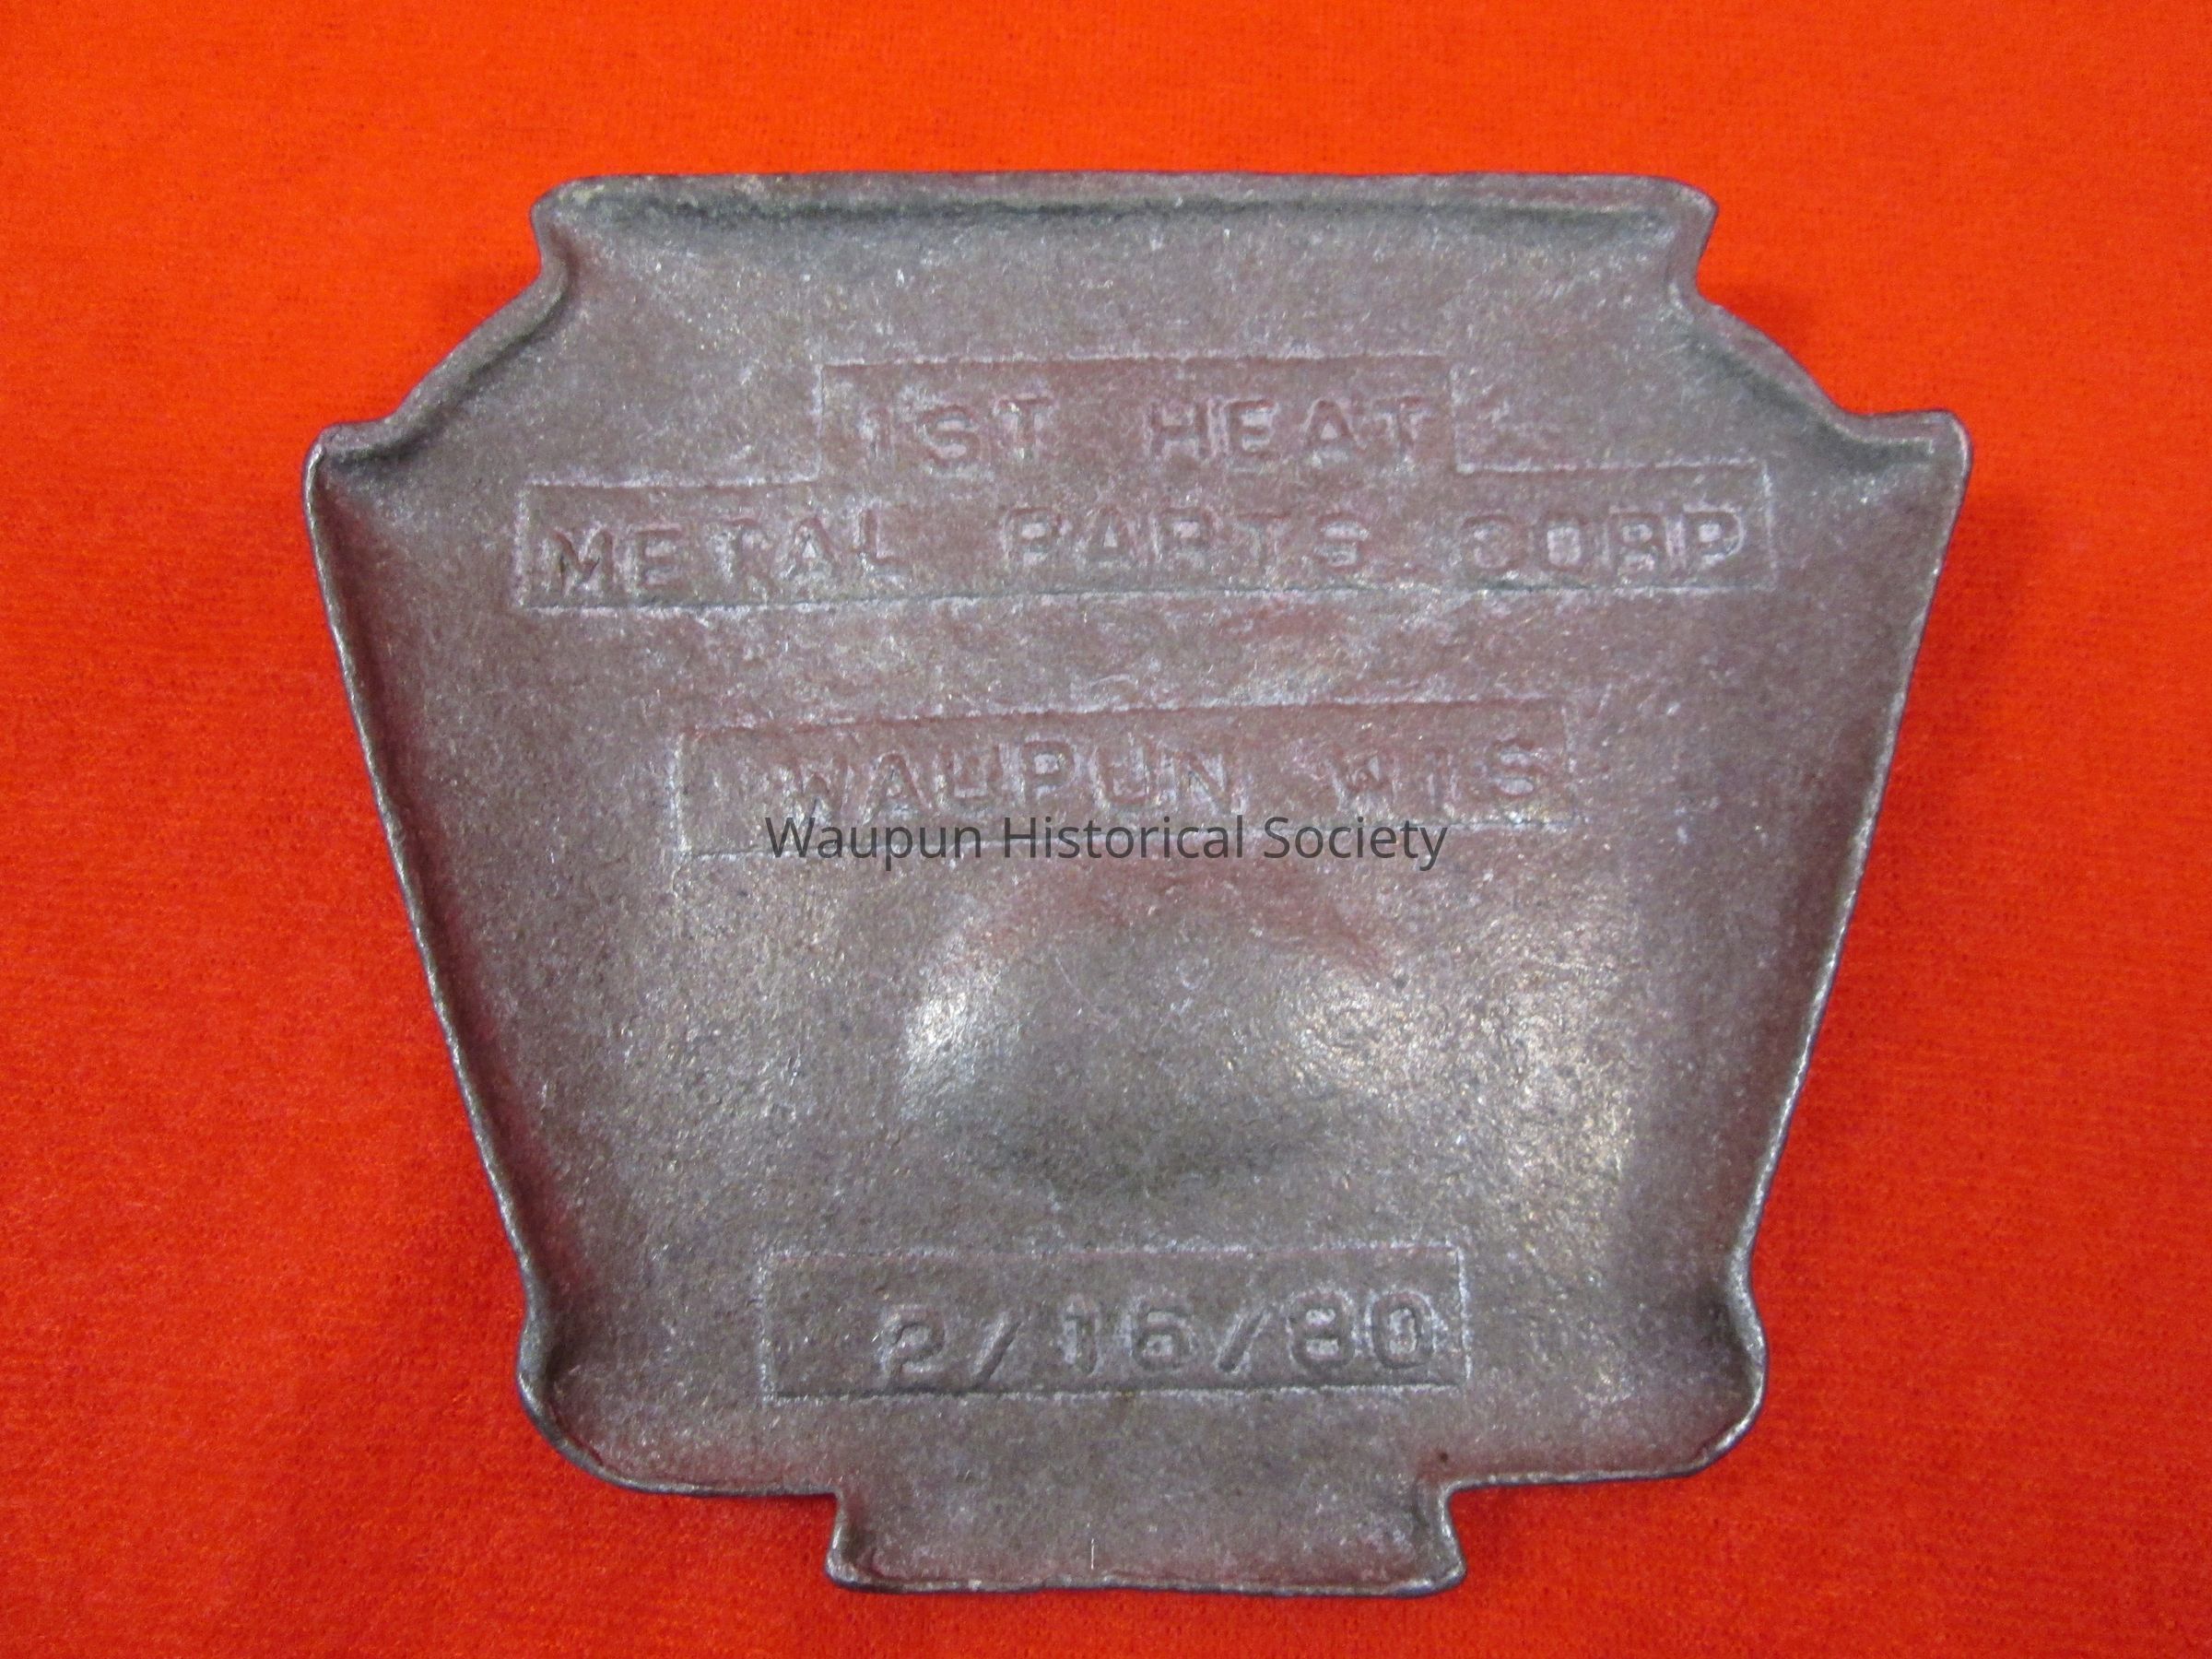 1ST HEAT
METAL PARTS CORP
WAUPUN WIS
Waupun Historical Society
2/16/80